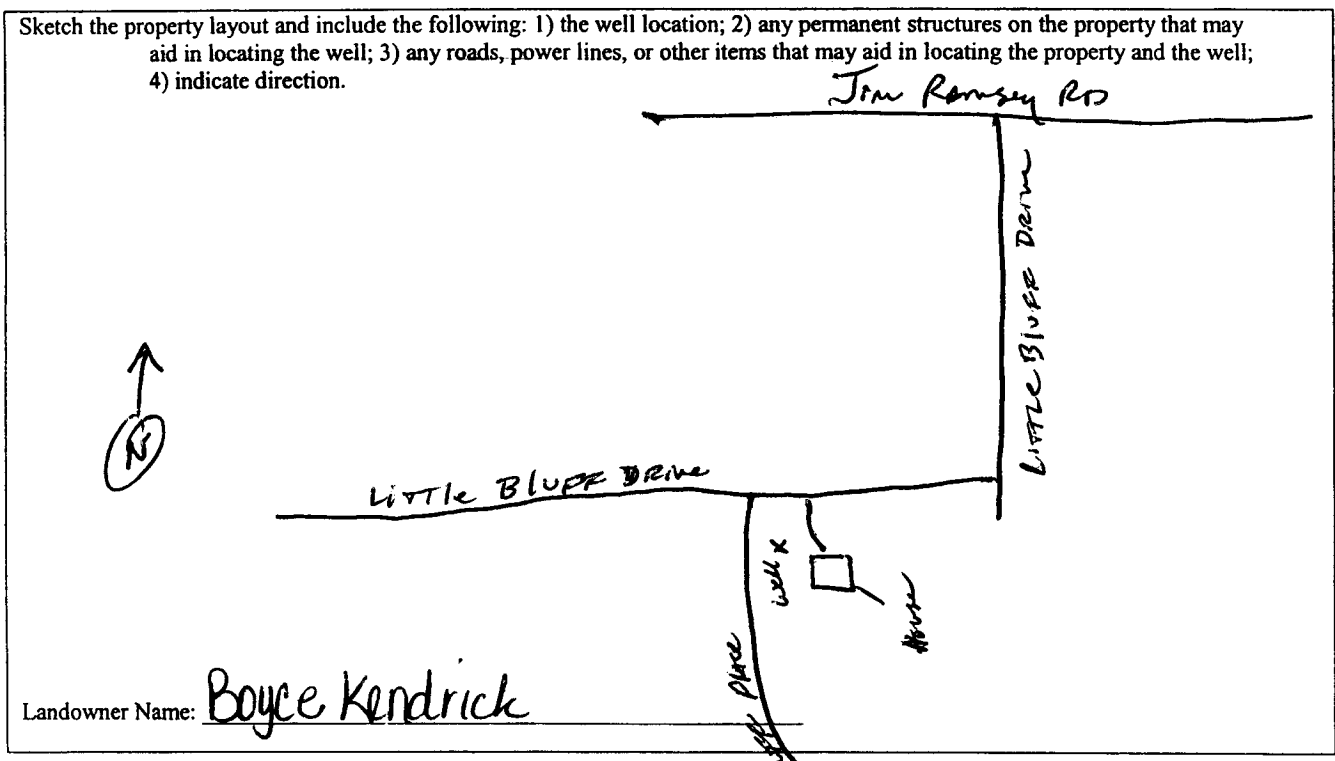 Sketch the property layout and include the following: 1) the well location; 2) any permanent structures on the property that may
aid in locating the well; 3) any roads, power lines, or other items that may aid in locating the property and the well;
4) indicate direction.
Jim Ramsey RD
Little Bluff Drive
N
Little Bluff Drive
well x
House
Place
Landowner Name: Boyce Kendrick